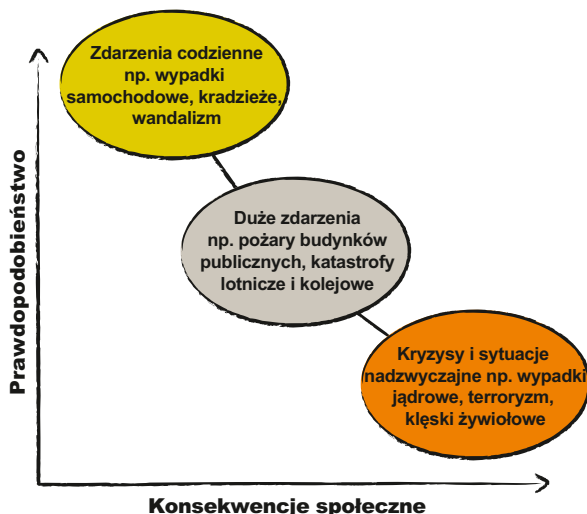 Zdarzenia codzienne
np. wypadki
samochodowe, kradzieże,
wandalizm
Duże zdarzenia
np. pożary budynków
publicznych, katastrofy
lotnicze i kolejowe
Kryzysy i sytuacje
nadzwyczajne np. wypadki
jądrowe, terroryzm,
klęski żywiołowe
Prawdopodobieństwo
Konsekwencje społeczne